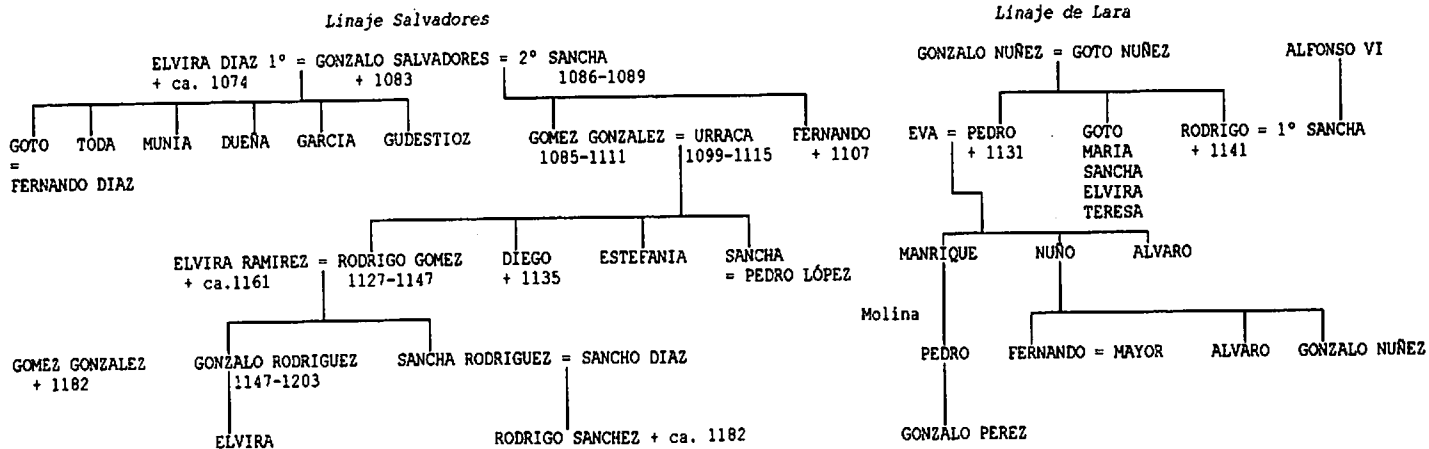 Linaje Salvadores
ELVIRA DIAZ 1º = GONZALO SALVADORES = 2º SANCHA
+ ca. 1074 + 1083 1086-1089
GOTO TODA MUNIA DUEÑA GARCIA GUDESTIOZ GOMEZ GONZALEZ = URRACA FERNANDO
= 1085-1111 1099-1115 + 1107
FERNANDO DIAZ
ELVIRA RAMIREZ = RODRIGO GOMEZ DIEGO ESTEFANIA SANCHA
+ ca.1161 1127-1147 + 1135 = PEDRO LÓPEZ
GOMEZ GONZALEZ GONZALO RODRIGUEZ SANCHA RODRIGUEZ = SANCHO DIAZ
+ 1182 1147-1203
ELVIRA RODRIGO SANCHEZ + ca. 1182
Linaje de Lara
GONZALO NUÑEZ = GOTO NUÑEZ ALFONSO VI
EVA = PEDRO GOTO RODRIGO = 1º SANCHA
+ 1131 MARIA + 1141
SANCHA
ELVIRA
TERESA
MANRIQUE NUÑO ALVARO
Molina
PEDRO FERNANDO = MAYOR ALVARO GONZALO NUÑEZ
GONZALO PEREZ